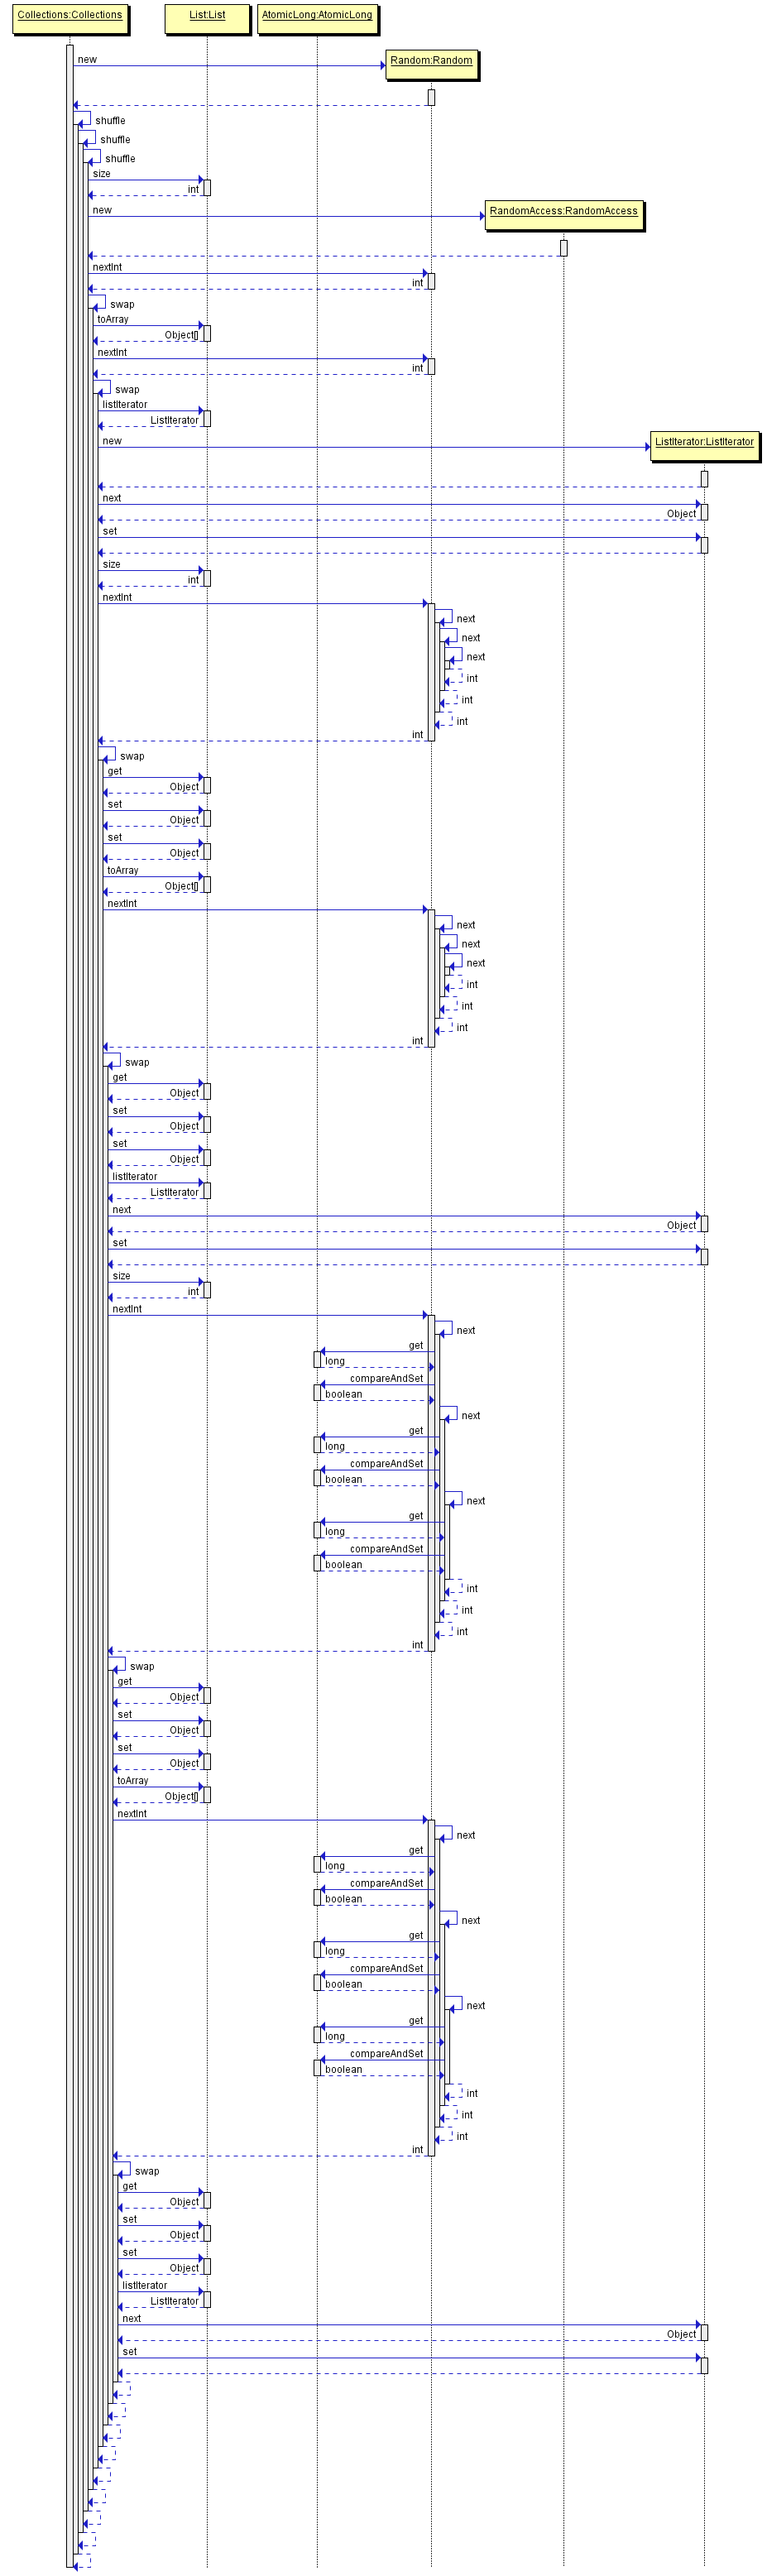 Collections:Collections
List:List
AtomicLong:AtomicLong
new
Random:Random
shuffle
shuffle
shuffle
size
int
RandomAccess:RandomAccess
new
nextInt
int
swap
toArray
Object[]
nextInt
int
swap
listIterator
ListIterator
ListIterator:ListIterator
new
next
Object
set
size
int
nextInt
next
next
next
int
int
int
int
swap
get
Object
set
Object
set
Object
toArray
Object[]
nextInt
next
next
next
int
int
int
int
swap
get
Object
set
Object
set
Object
listIterator
ListIterator
next
Object
set
size
int
nextInt
next
get
long
compareAndSet
boolean
next
get
long
compareAndSet
boolean
next
get
long
compareAndSet
boolean
int
int
int
int
swap
get
Object
set
Object
set
Object
toArray
Object[]
nextInt
next
get
long
compareAndSet
boolean
next
get
long
compareAndSet
boolean
next
get
long
compareAndSet
boolean
int
int
int
int
swap
get
Object
set
Object
set
Object
listIterator
ListIterator
next
Object
set